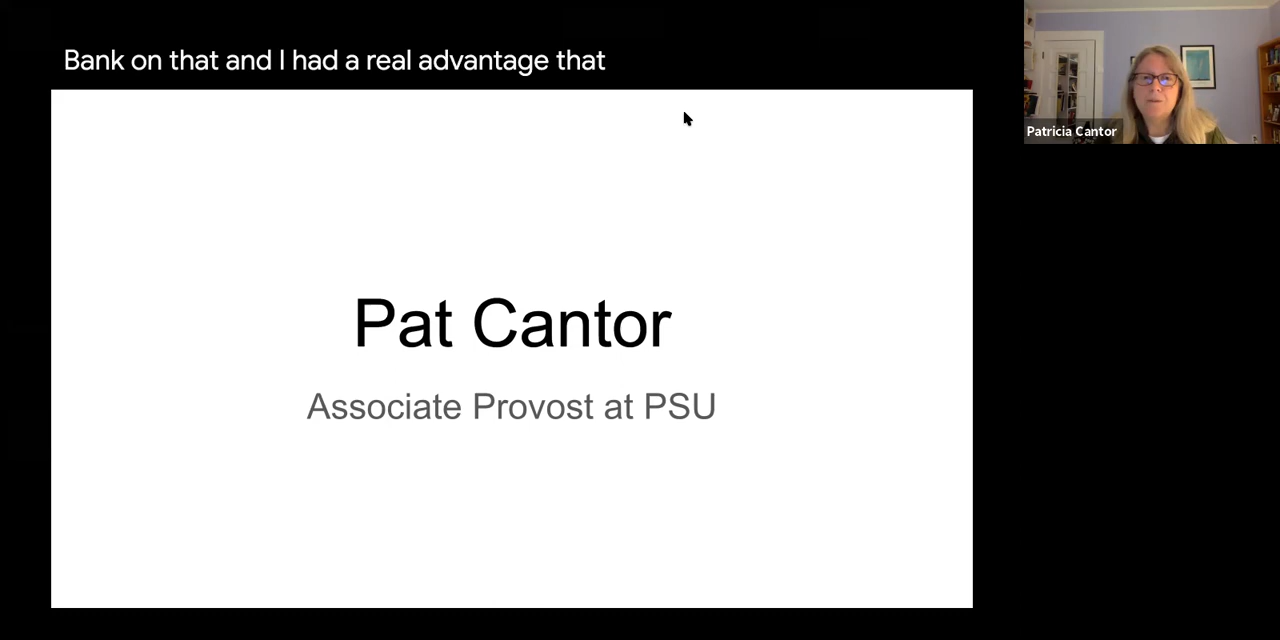 Bank on that and I had a real advantage that
Patricia Cantor
Pat Cantor
Associate Provost at PSU